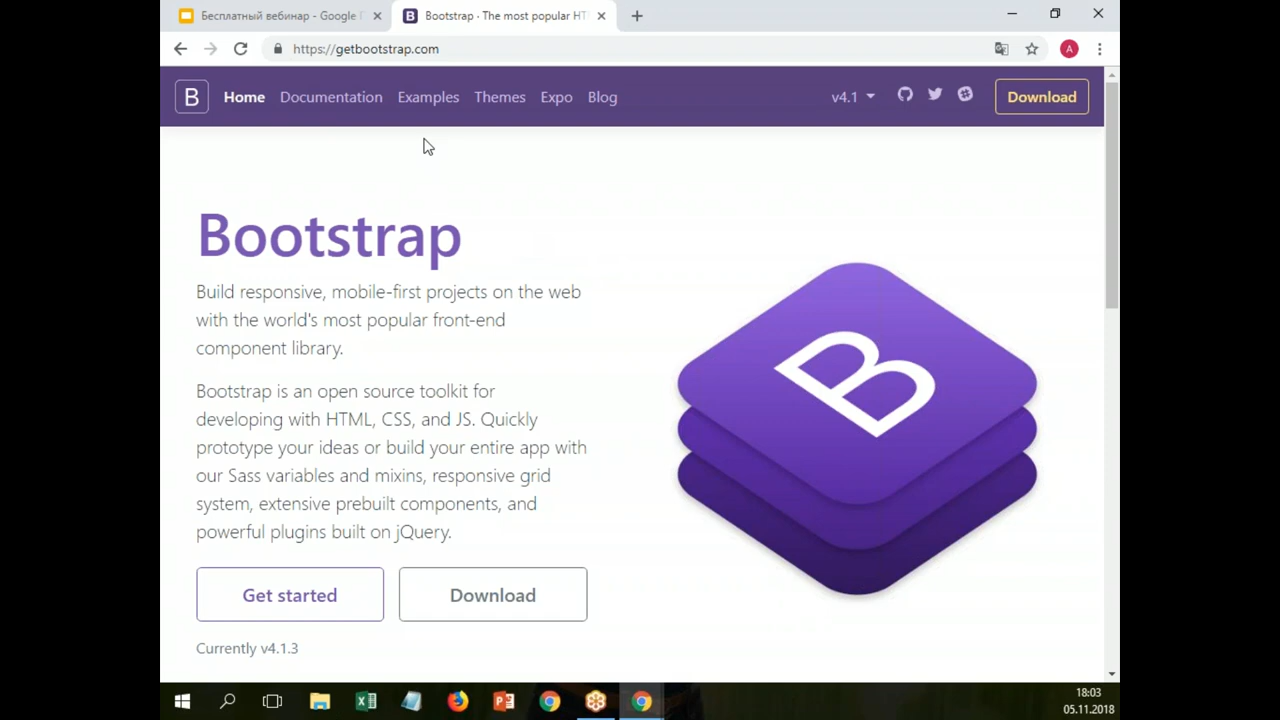 Бесплатный вебинар - Google
Bootstrap · The most popular HT
https://getbootstrap.com
A
B Home Documentation Examples Themes Expo Blog v4.1 Download
Bootstrap
Build responsive, mobile-first projects on the web
with the world's most popular front-end
component library.
Bootstrap is an open source toolkit for
developing with HTML, CSS, and JS. Quickly
prototype your ideas or build your entire app with
our Sass variables and mixins, responsive grid
system, extensive prebuilt components, and
powerful plugins built on jQuery.
B
Get started Download
Currently v4.1.3
18:03
05.11.2018